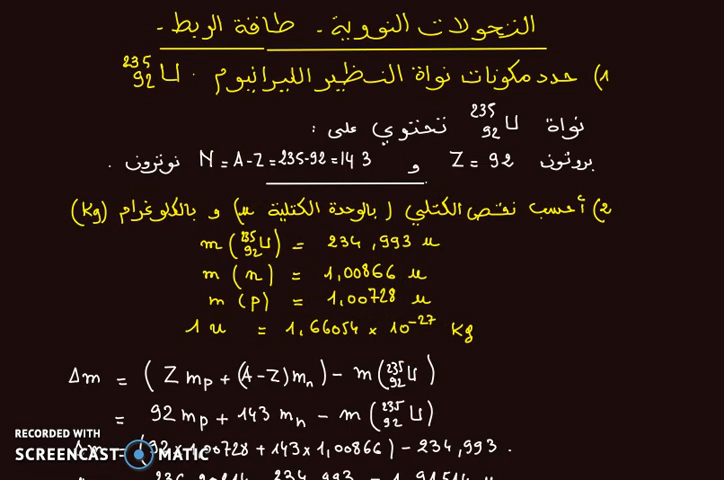 التحولات النووية - طاقة الربط -
1) حدد مكونات نواة النظير الليرانيوم ²³⁵₉₂U .
نواة ²³⁵₉₂U تحتوي على :
Z = 92 بروتون و N = A-Z = 235-92 = 143 نوترون .
2) أحسب نقص الكتلي (بالوحدة الكتلية u) و بالكلوغرام (Kg)
m(²³⁵₉₂U) = 234,993 u
m(n) = 1,00866 u
m(p) = 1,00728 u
1 u = 1,66054 × 10⁻²⁷ Kg
Δm = (Z mp + (A-Z) mn) - m(²³⁵₉₂U)
= 92 mp + 143 mn - m(²³⁵₉₂U)
Δm = (92 × 1,00728 + 143 × 1,00866) - 234,993 .
RECORDED WITH
SCREENCAST MATIC